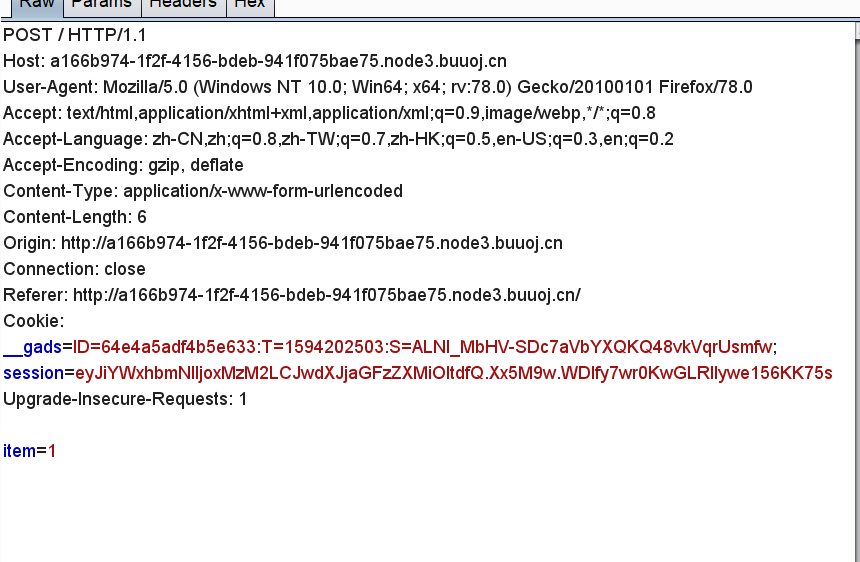 Raw Params Headers Hex
POST / HTTP/1.1
Host: a166b974-1f2f-4156-bdeb-941f075bae75.node3.buuoj.cn
User-Agent: Mozilla/5.0 (Windows NT 10.0; Win64; x64; rv:78.0) Gecko/20100101 Firefox/78.0
Accept: text/html,application/xhtml+xml,application/xml;q=0.9,image/webp,*/*;q=0.8
Accept-Language: zh-CN,zh;q=0.8,zh-TW;q=0.7,zh-HK;q=0.5,en-US;q=0.3,en;q=0.2
Accept-Encoding: gzip, deflate
Content-Type: application/x-www-form-urlencoded
Content-Length: 6
Origin: http://a166b974-1f2f-4156-bdeb-941f075bae75.node3.buuoj.cn
Connection: close
Referer: http://a166b974-1f2f-4156-bdeb-941f075bae75.node3.buuoj.cn/
Cookie:
__gads=ID=64e4a5adf4b5e633:T=1594202503:S=ALNI_MbHV-SDc7aVbYXQKQ48vkVqrUsmfw;
session=eyJiYWxhbmNlIjoxMzM2LCJwdXJjaGFzZXMiOltdfQ.Xx5M9w.WDIfy7wr0KwGLRIlywe156KK75s
Upgrade-Insecure-Requests: 1
item=1